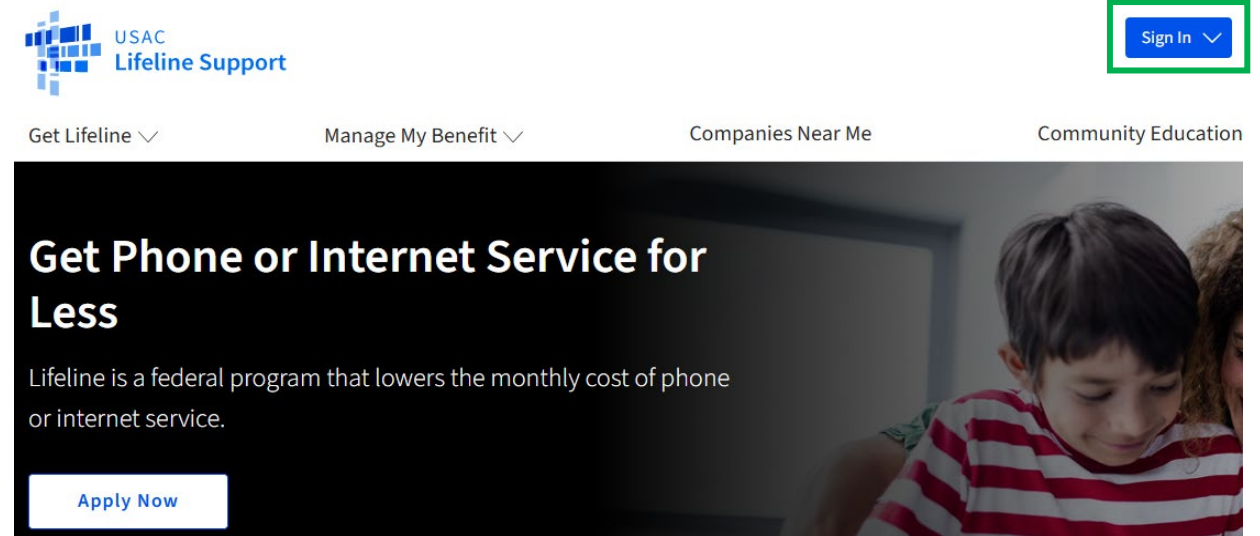 USAC
Lifeline Support
Sign In
Get Lifeline
Manage My Benefit
Companies Near Me
Community Education
Get Phone or Internet Service for
Less
Lifeline is a federal program that lowers the monthly cost of phone
or internet service.
Apply Now